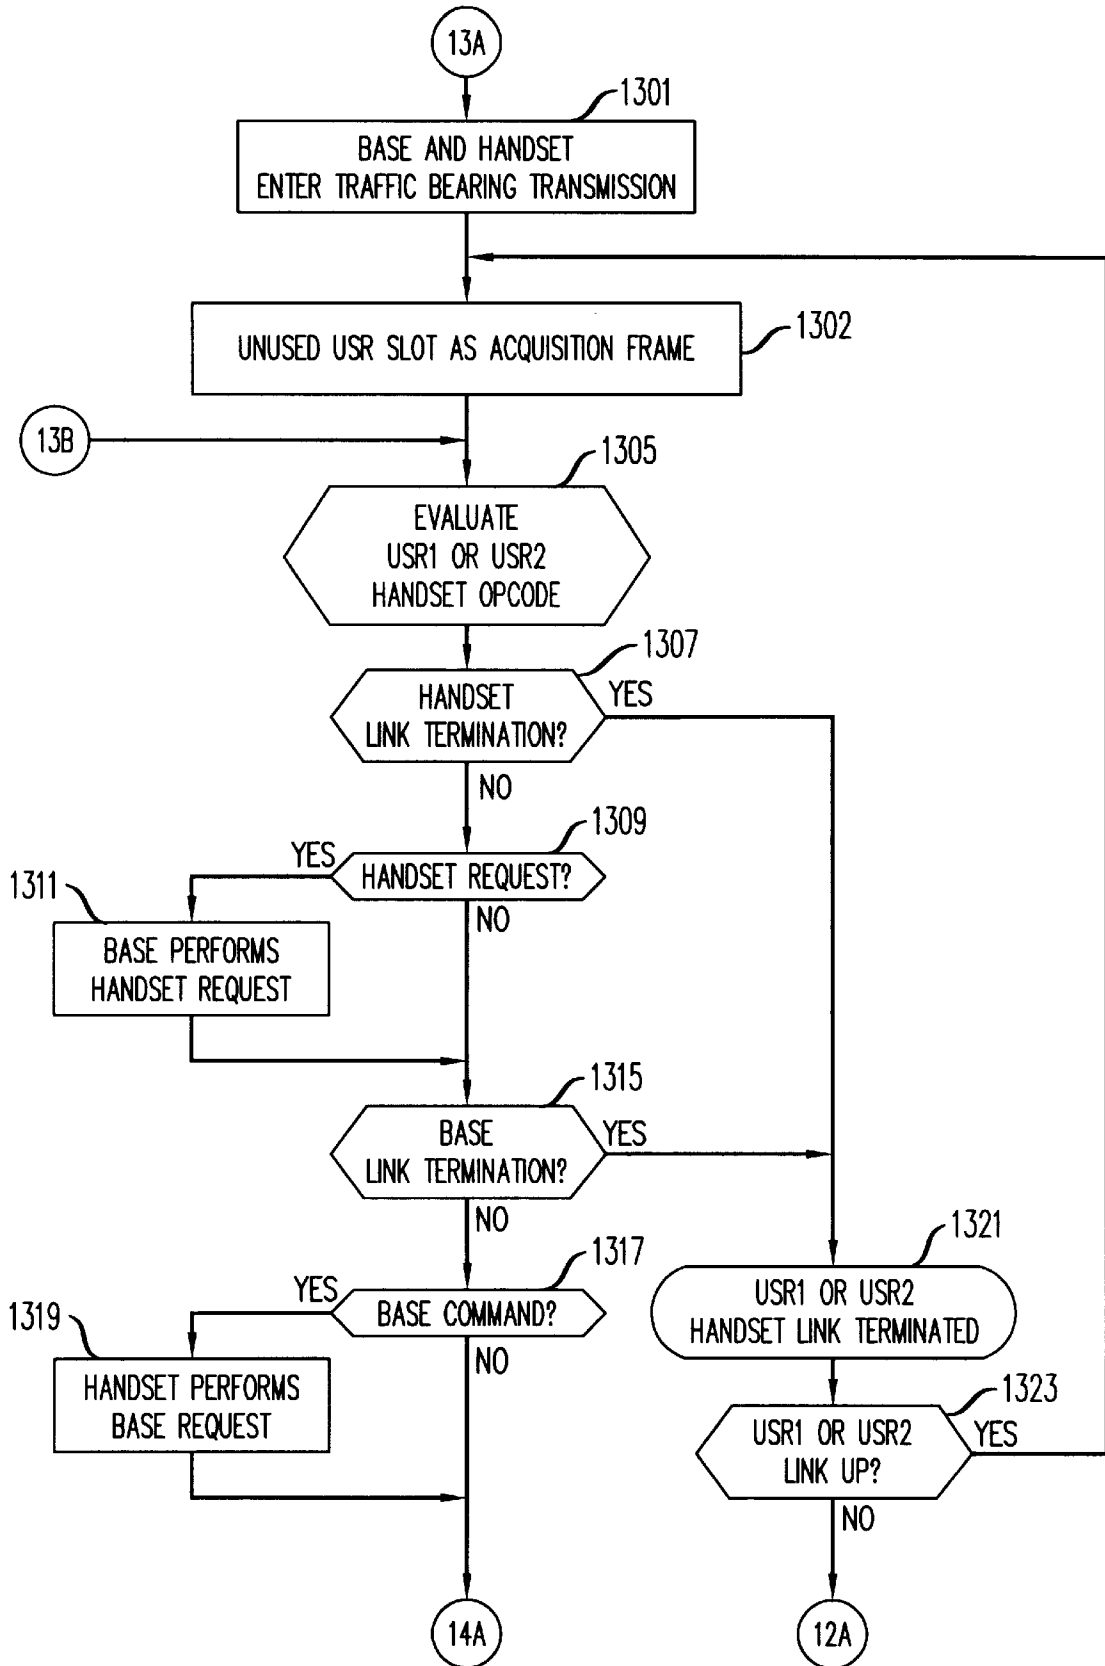 13A
1301
BASE AND HANDSET
ENTER TRAFFIC BEARING TRANSMISSION
1302
UNUSED USR SLOT AS ACQUISITION FRAME
13B
1305
EVALUATE
USR1 OR USR2
HANDSET OPCODE
1307
HANDSET
LINK TERMINATION?
YES
NO
1309
HANDSET REQUEST?
YES
NO
1311
BASE PERFORMS
HANDSET REQUEST
1315
BASE
LINK TERMINATION?
YES
NO
1317
BASE COMMAND?
YES
NO
1319
HANDSET PERFORMS
BASE REQUEST
1321
USR1 OR USR2
HANDSET LINK TERMINATED
1323
USR1 OR USR2
LINK UP?
YES
NO
14A
12A